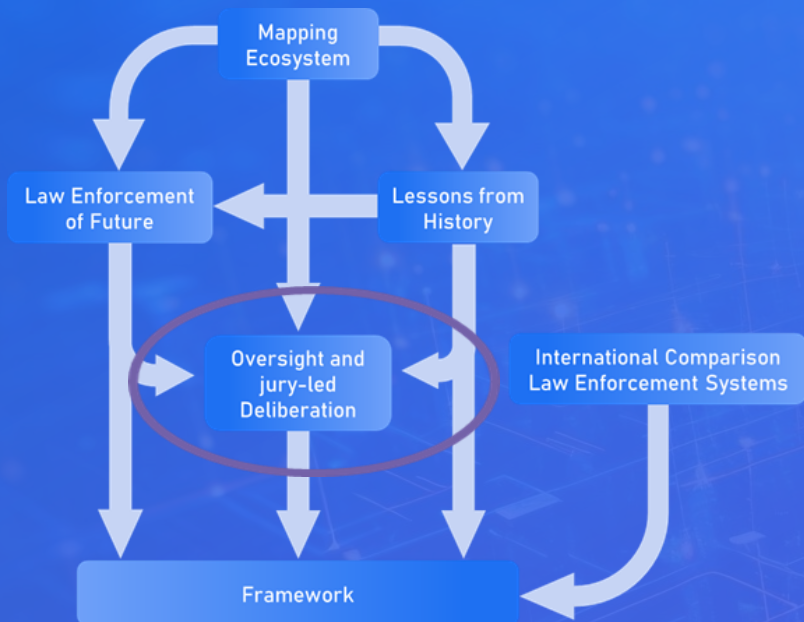 Mapping
Ecosystem
Law Enforcement
of Future
Lessons from
History
Oversight and
jury-led
Deliberation
International Comparison
Law Enforcement Systems
Framework